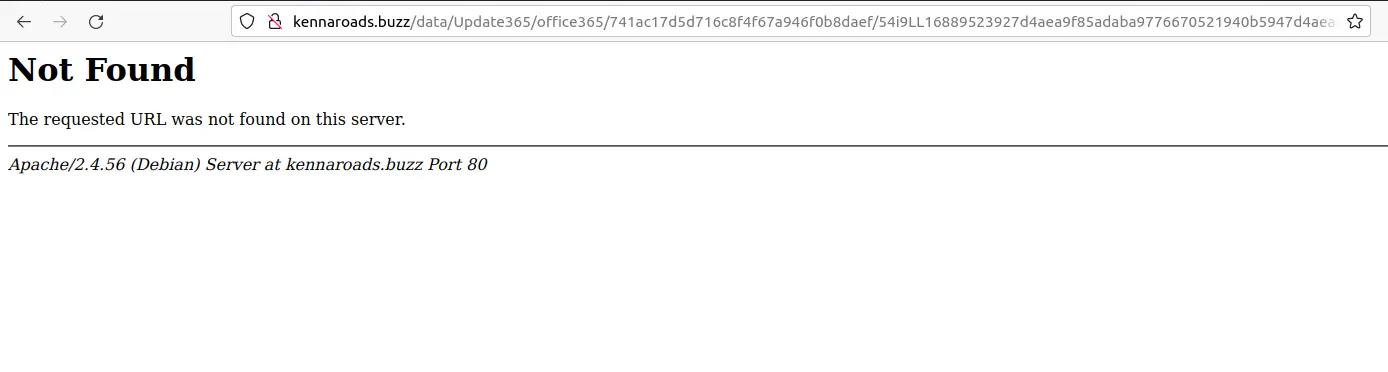 kennaroads.buzz/data/Update365/office365/741ac17d5d716c8f4f67a946f0b8daef/54i9LL16889523927d4aea9f85adaba9776670521940b5947d4aea
Not Found
The requested URL was not found on this server.
Apache/2.4.56 (Debian) Server at kennaroads.buzz Port 80